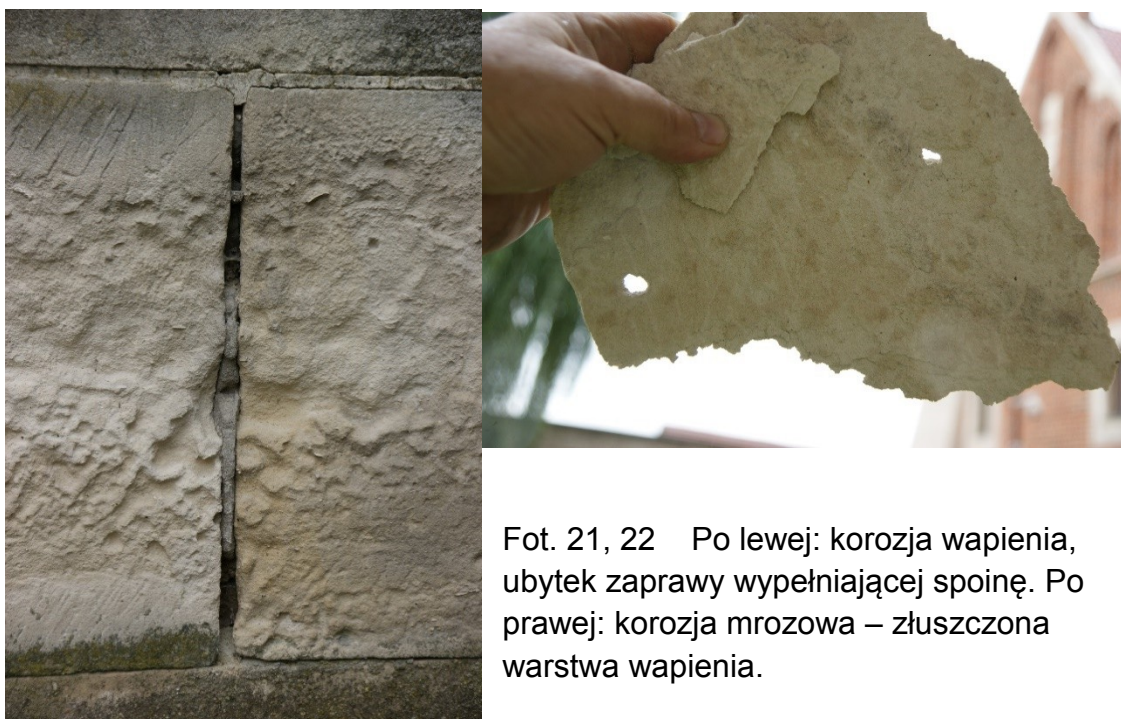 Fot. 21, 22 Po lewej: korozja wapienia,
ubytek zaprawy wypełniającej spoinę. Po
prawej: korozja mrozowa – złuszczona
warstwa wapienia.